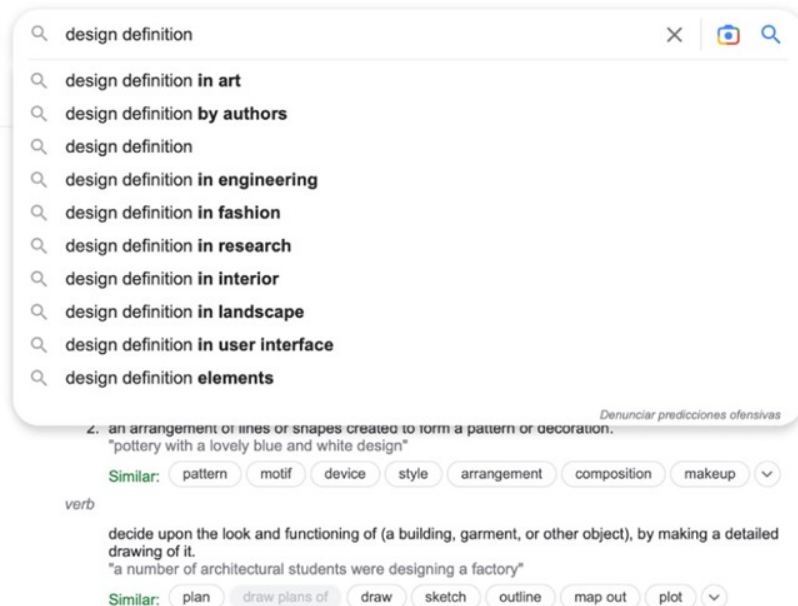 design definition
design definition in art
design definition by authors
design definition
design definition in engineering
design definition in fashion
design definition in research
design definition in interior
design definition in landscape
design definition in user interface
design definition elements
Denunciar predicciones ofensivas
2. an arrangement of lines or shapes created to form a pattern or decoration.
"pottery with a lovely blue and white design"
Similar: pattern motif device style arrangement composition makeup
verb
decide upon the look and functioning of (a building, garment, or other object), by making a detailed
drawing of it.
"a number of architectural students were designing a factory"
Similar: plan draw plans of draw sketch outline map out plot